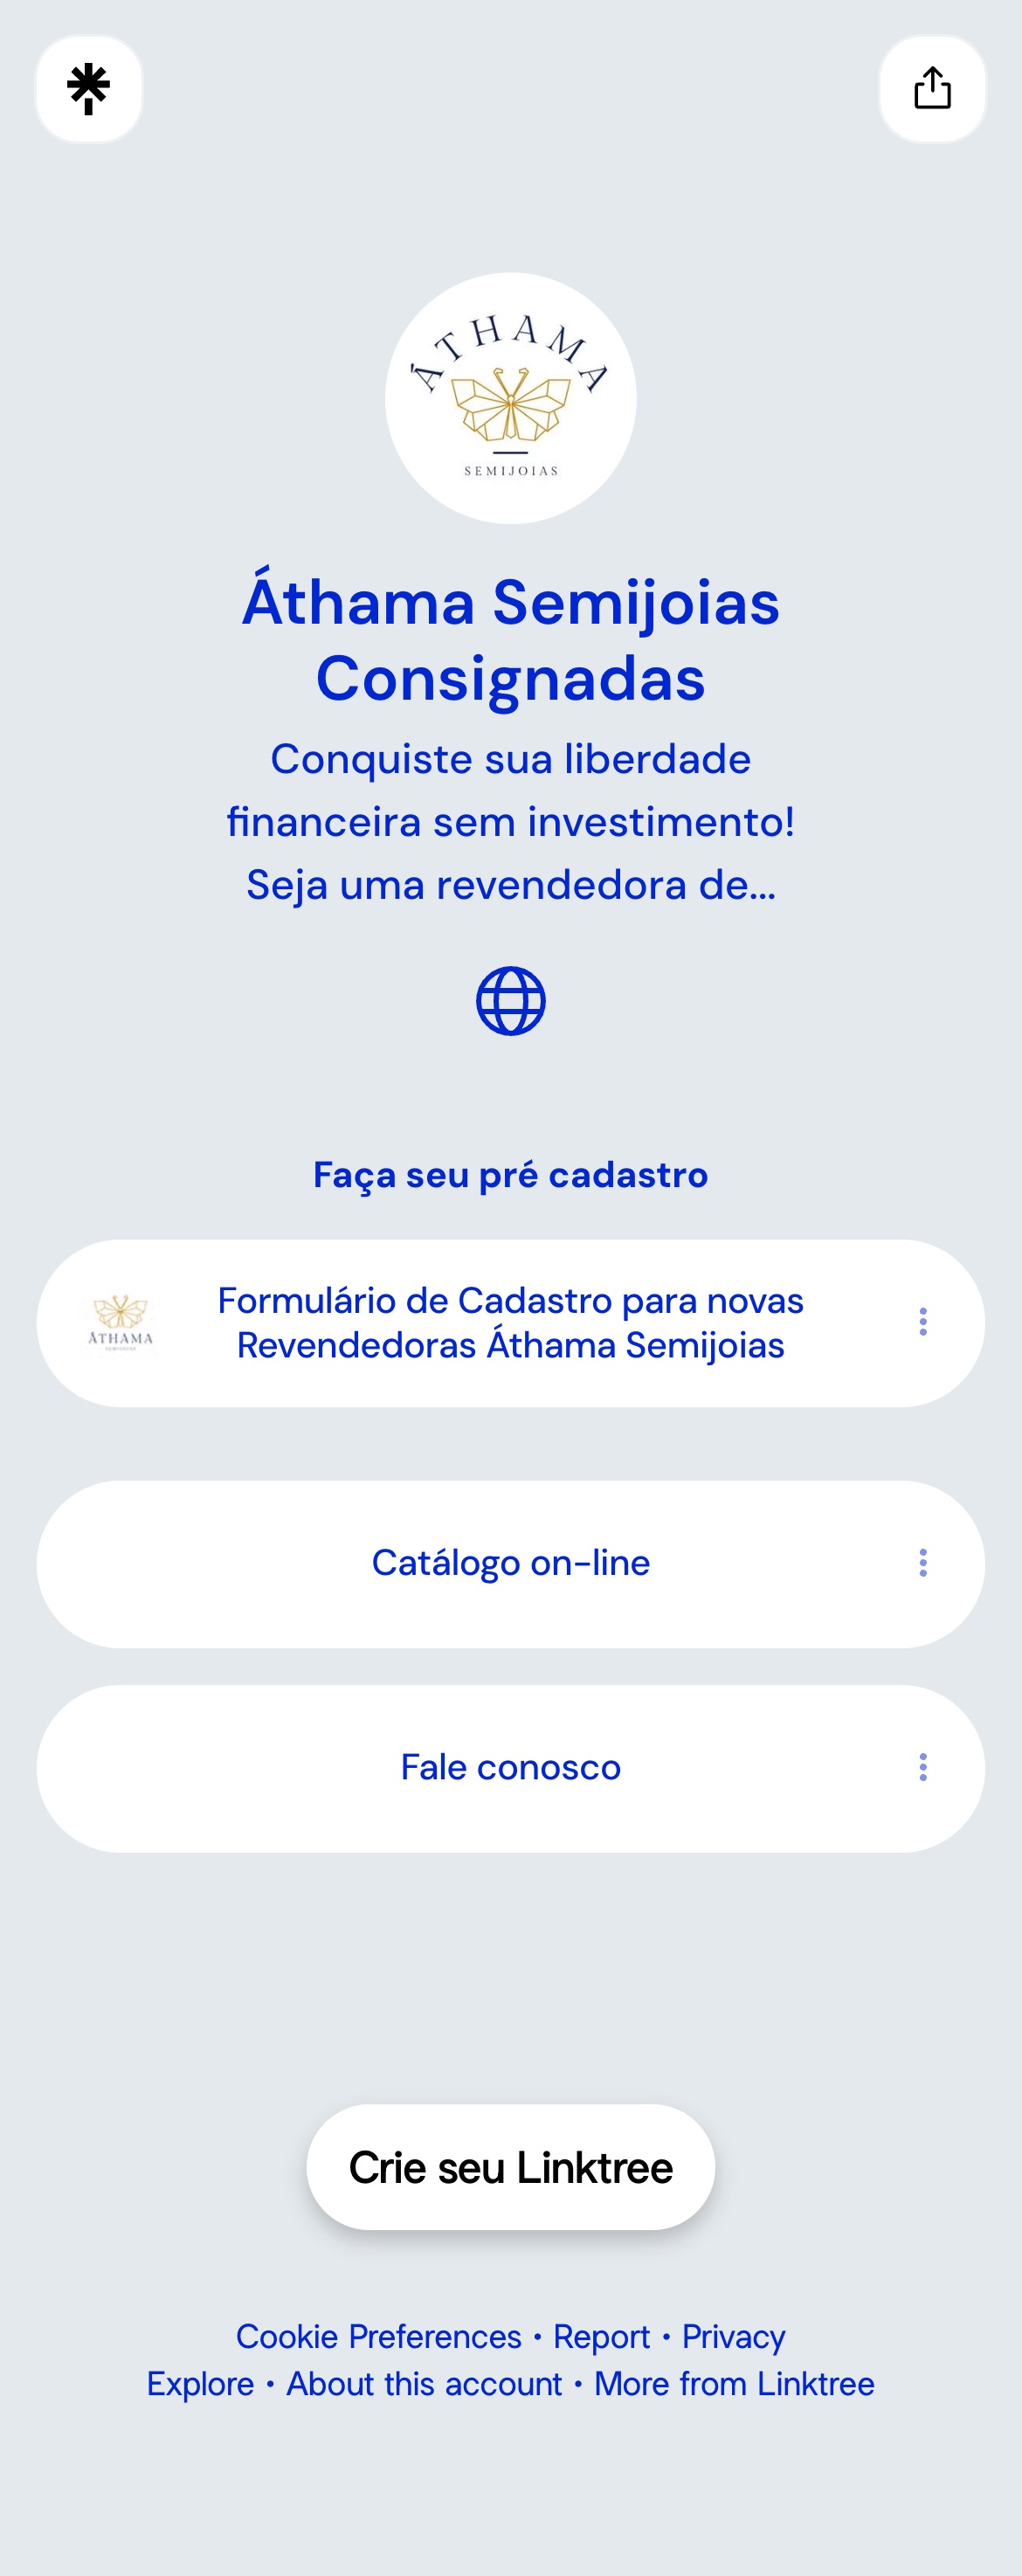 ÁTHAMA
SEMIJOIAS
Áthama Semijoias
Consignadas
Conquiste sua liberdade
financeira sem investimento!
Seja uma revendedora de...
Faça seu pré cadastro
ÁTHAMA
SEMIJOIAS
Formulário de Cadastro para novas
Revendedoras Áthama Semijoias
Catálogo on-line
Fale conosco
Crie seu Linktree
Cookie Preferences • Report • Privacy
Explore • About this account • More from Linktree